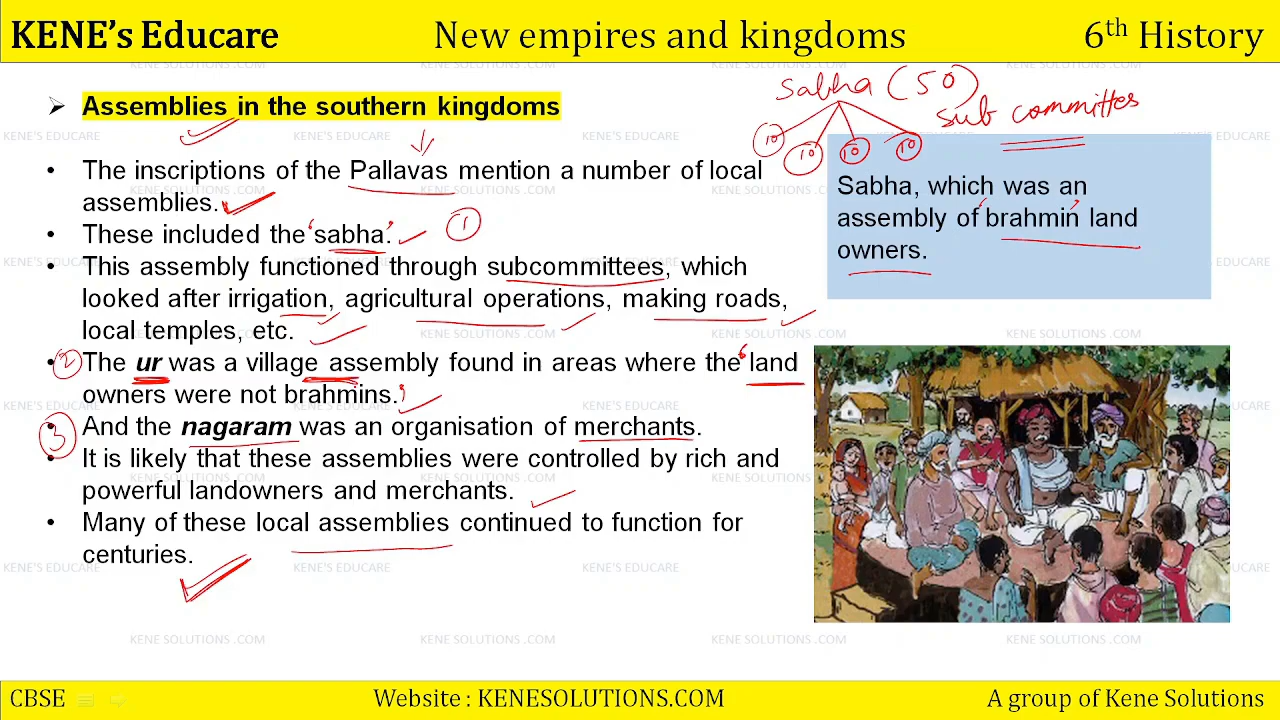 KENE's Educare New empires and kingdoms 6th History
Sabha (50)
Sub committes
10 10 10 10
➢ Assemblies in the southern kingdoms
• The inscriptions of the Pallavas mention a number of local
assemblies.
• These included the 'sabha'. 1
• This assembly functioned through subcommittees, which
looked after irrigation, agricultural operations, making roads,
local temples, etc.
2 • The ur was a village assembly found in areas where the land
owners were not brahmins.
3 • And the nagaram was an organisation of merchants.
• It is likely that these assemblies were controlled by rich and
powerful landowners and merchants.
• Many of these local assemblies continued to function for
centuries.
Sabha, which was an
assembly of brahmin land
owners.
KENE SOLUTIONS .COM
KENE'S EDUCARE
CBSE Website : KENESOLUTIONS.COM A group of Kene Solutions